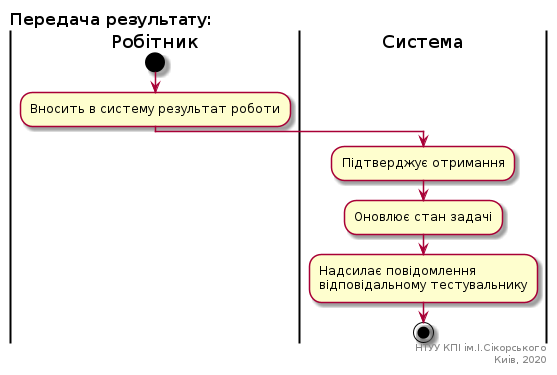 Передача результату:
Робітник
Система
Вносить в систему результат роботи
Підтверджує отримання
Оновлює стан задачі
Надсилає повідомлення
відповідальному тестувальнику
НТУУ КПІ ім.І.Сікорського
Київ, 2020